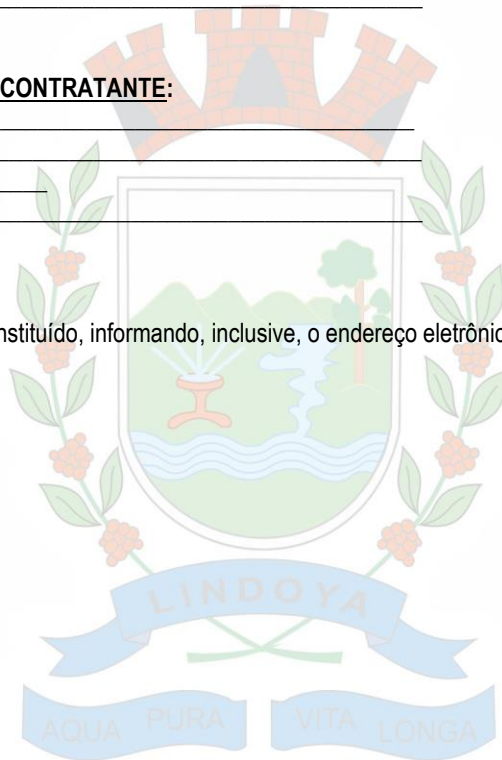 CONTRATANTE:
nstituído, informando, inclusive, o endereço eletrônic
LINDOYA
AQUA PURA VITA LONGA